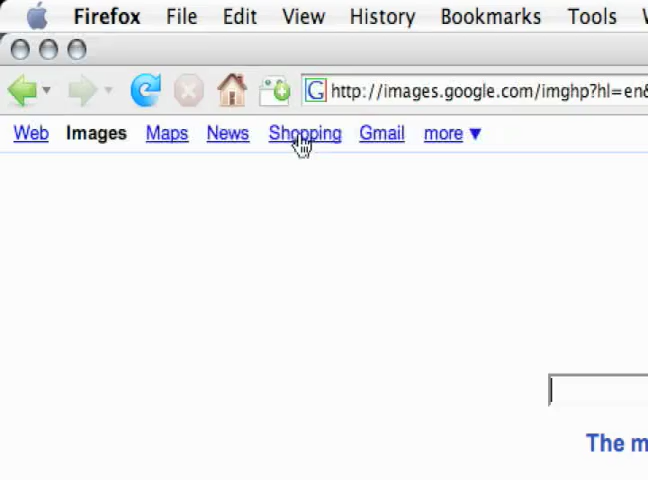 Firefox File Edit View History Bookmarks Tools
G http://images.google.com/imghp?hl=en&
Web Images Maps News Shopping Gmail more ▼
The m